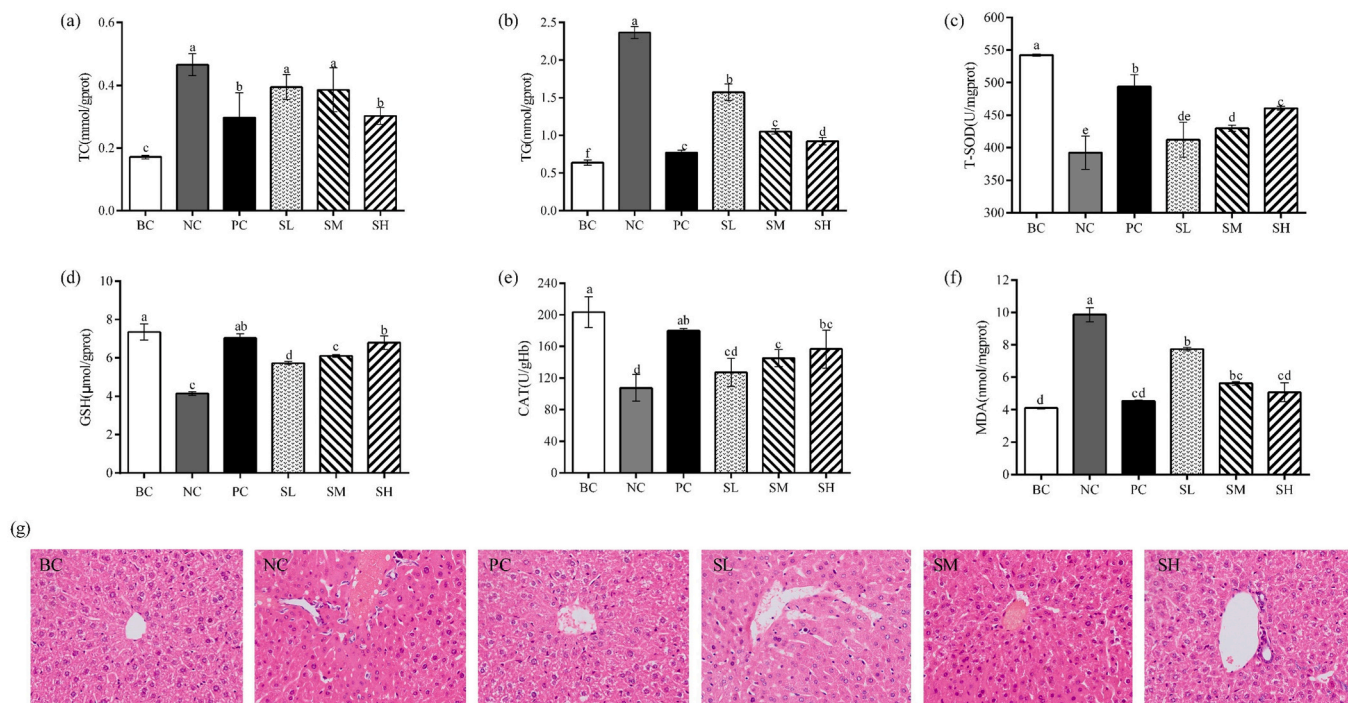 (a)
TC(mmol/gprot)
0.6
0.4
0.2
0.0
c
a
b
a
a
b
BC NC PC SL SM SH
(b)
TG(mmol/gprot)
2.5
2.0
1.5
1.0
0.5
0.0
f
a
c
b
c
d
BC NC PC SL SM SH
(c)
T-SOD(U/mgprot)
600
550
500
450
400
350
300
a
e
b
de
d
c
BC NC PC SL SM SH
(d)
GSH(μmol/gprot)
10
8
6
4
2
0
a
c
ab
d
c
b
BC NC PC SL SM SH
(e)
CAT(U/gHb)
240
200
160
120
80
40
0
a
d
ab
cd
c
bc
BC NC PC SL SM SH
(f)
MDA(nmol/mgprot)
12
10
8
6
4
2
0
d
a
cd
b
bc
cd
BC NC PC SL SM SH
(g)
BC NC PC SL SM SH